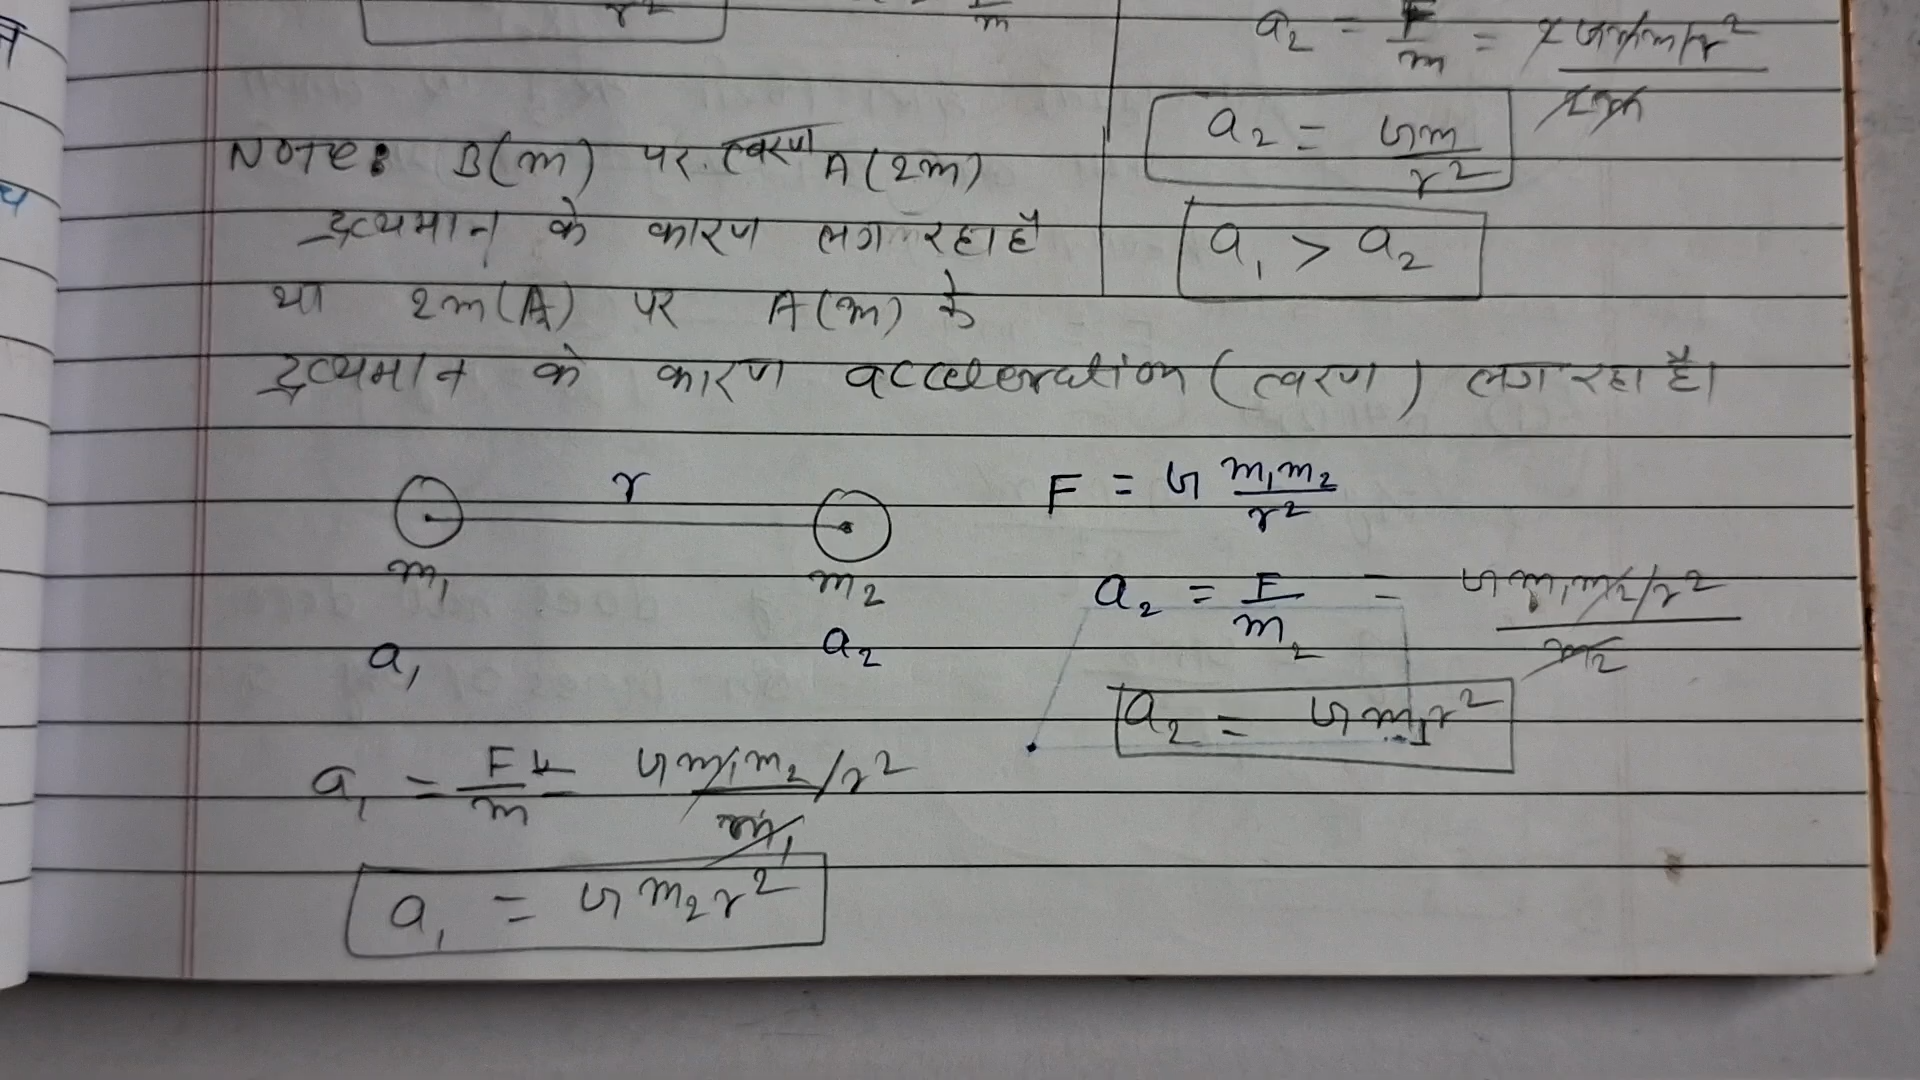 a₂ = F/m = 2Gmm/r²
a₂ = Gm/r²
a₁ > a₂
NOTE: B(m) पर त्वरण A(2m)
द्रव्यमान के कारण लग रहा है
या 2m(A) पर A(m) के
द्रव्यमान के कारण acceleration (त्वरण) लग रहा है।
r
m₁ m₂
a₁ a₂
F = G m₁m₂/r²
a₂ = F/m₂ = Gm₁m₂/r² / m₂
a₂ = Gm₁r²
a₁ = F/m = Gm₁m₂/r² / m₁
a₁ = Gm₂r²